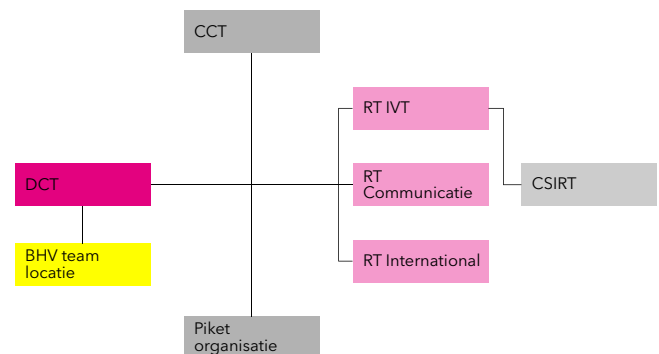 CCT
RT IVT
DCT
RT
Communicatie
CSIRT
BHV team
locatie
RT International
Piket
organisatie